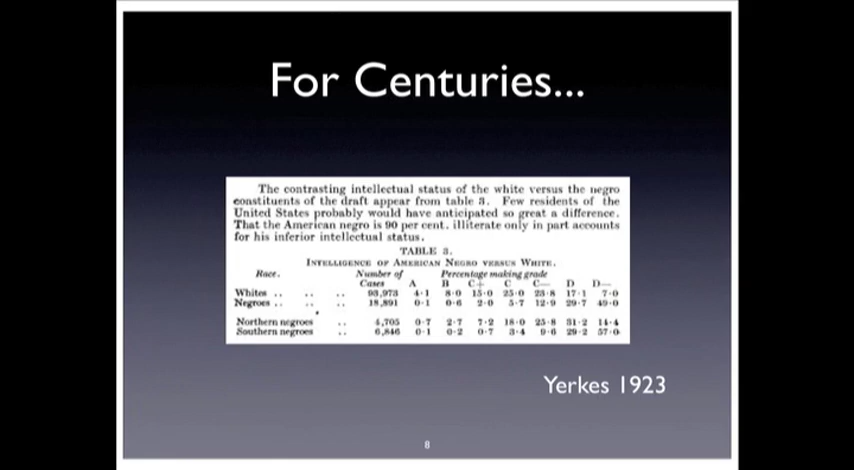 For Centuries...
The contrasting intellectual status of the white versus the negro
constituents of the draft appear from table 3. Few residents of the
United States probably would have anticipated so great a difference.
That the American negro is 90 per cent. illiterate only in part accounts
for his inferior intellectual status.
TABLE 3.
INTELLIGENCE OF AMERICAN NEGRO VERSUS WHITE.
Race. Number of Percentage making grade
Cases A B C+ C C— D D—
Whites .. .. .. 93,973 4·1 8·0 15·0 25·0 23·8 17·1 7·0
Negroes .. .. .. 18,891 0·1 0·6 2·0 5·7 12·9 29·7 49·0
Northern negroes .. 4,705 0·7 2·7 7·2 18·0 25·8 31·2 14·4
Southern negroes .. 6,846 0·1 0·2 0·7 3·4 9·6 29·2 57·0
Yerkes 1923
8